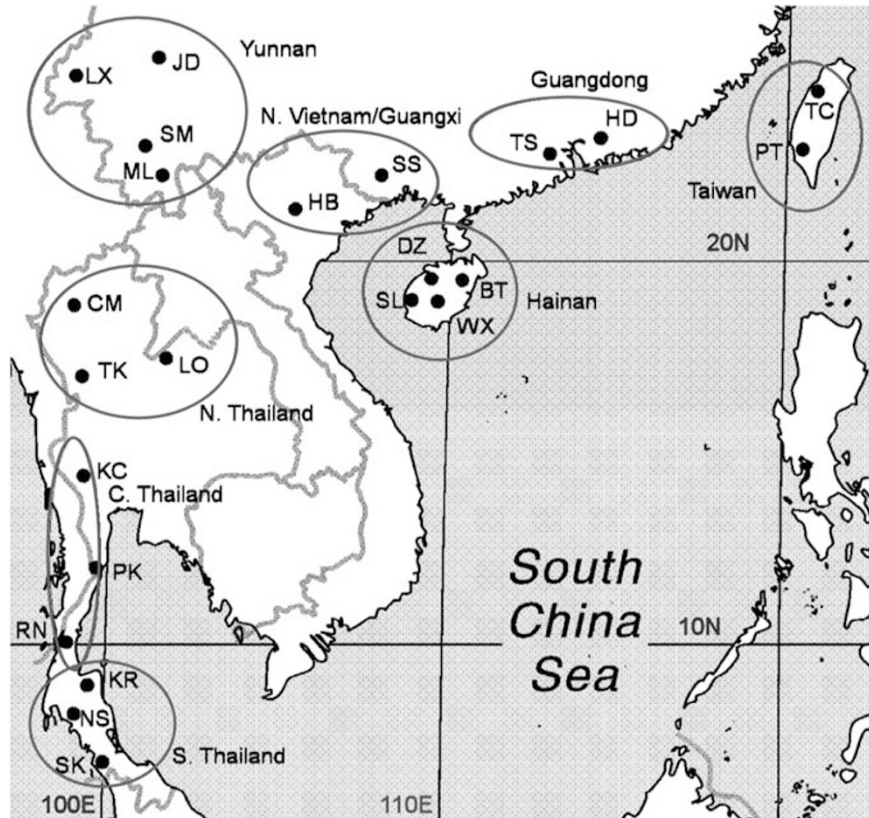 Yunnan
JD
LX
Guangdong
N. Vietnam/Guangxi
HD
TC
SM
TS
ML
SS
PT
Taiwan
HB
DZ
20N
CM
SL
BT
Hainan
WX
TK
LO
N. Thailand
KC
C. Thailand
PK
South
China
Sea
RN
10N
KR
NS
SK
S. Thailand
100E
110E